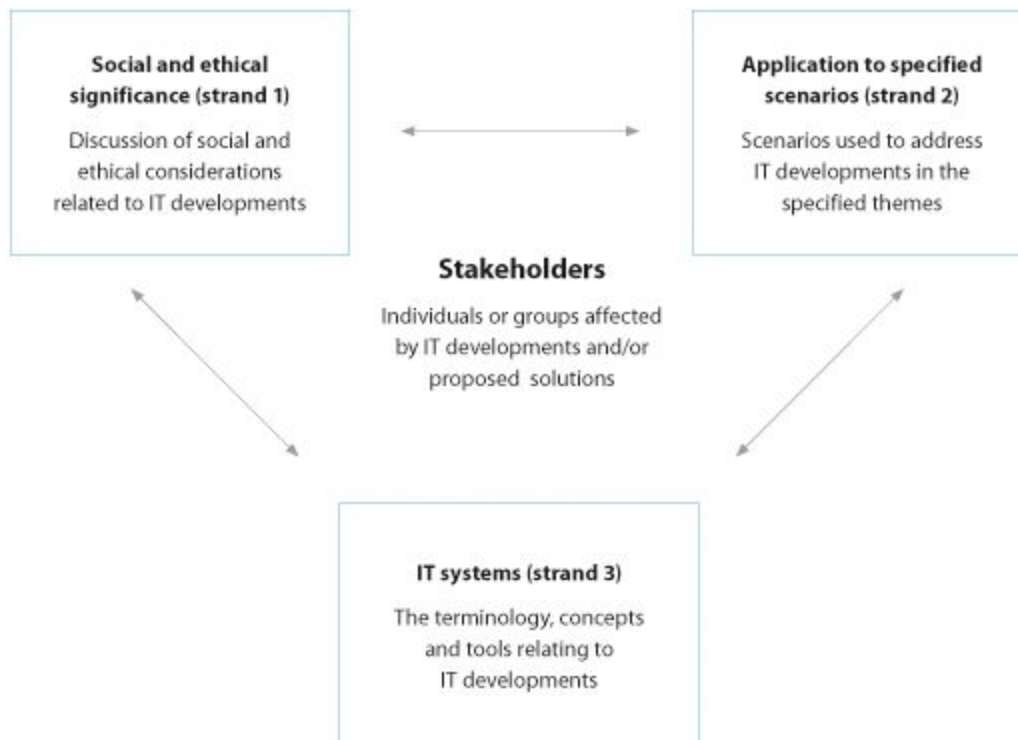 Social and ethical
significance (strand 1)
Discussion of social and
ethical considerations
related to IT developments
Application to specified
scenarios (strand 2)
Scenarios used to address
IT developments in the
specified themes
Stakeholders
Individuals or groups affected
by IT developments and/or
proposed solutions
IT systems (strand 3)
The terminology, concepts
and tools relating to
IT developments